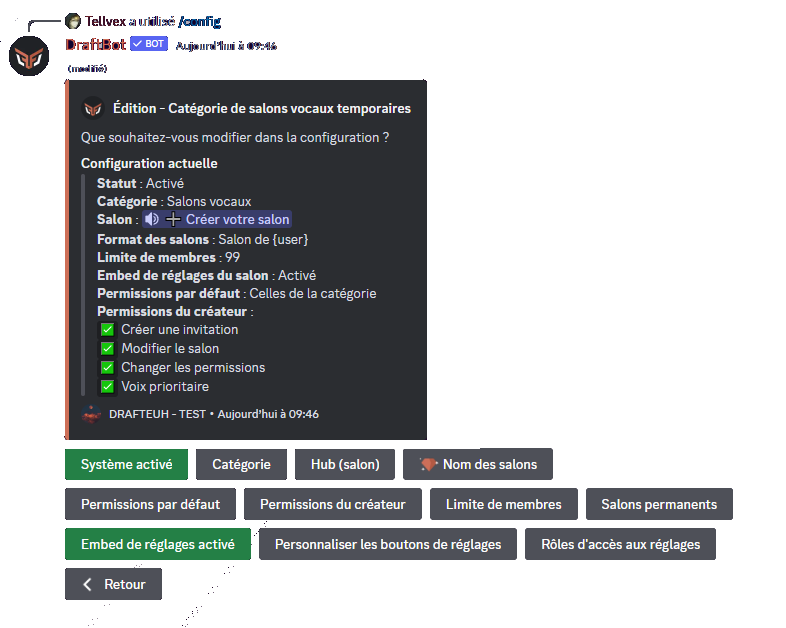 Tellvex a utilisé /config
DraftBot ✓ BOT Aujourd'hui à 09:46
(modifié)
Édition - Catégorie de salons vocaux temporaires
Que souhaitez-vous modifier dans la configuration ?
Configuration actuelle
Statut : Activé
Catégorie : Salons vocaux
Salon : 🔊 ➕ Créer votre salon
Format des salons : Salon de {user}
Limite de membres : 99
Embed de réglages du salon : Activé
Permissions par défaut : Celles de la catégorie
Permissions du créateur :
✅ Créer une invitation
✅ Modifier le salon
✅ Changer les permissions
✅ Voix prioritaire
DRAFTEUH - TEST • Aujourd'hui à 09:46
Système activé Catégorie Hub (salon) Nom des salons
Permissions par défaut Permissions du créateur Limite de membres Salons permanents
Embed de réglages activé Personnaliser les boutons de réglages Rôles d'accès aux réglages
Retour